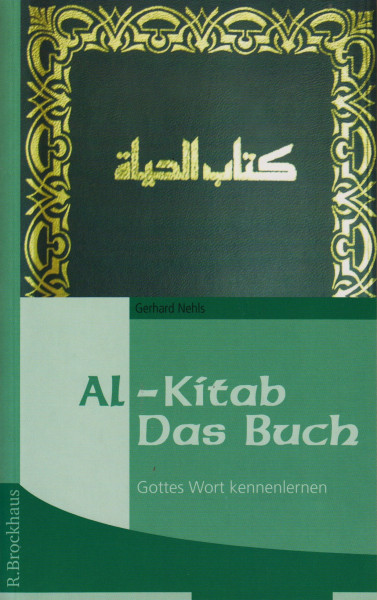 كتاب الحياة
Gerhard Nehls
Al-Kitab
Das Buch
Gottes Wort kennenlernen
R.Brockhaus